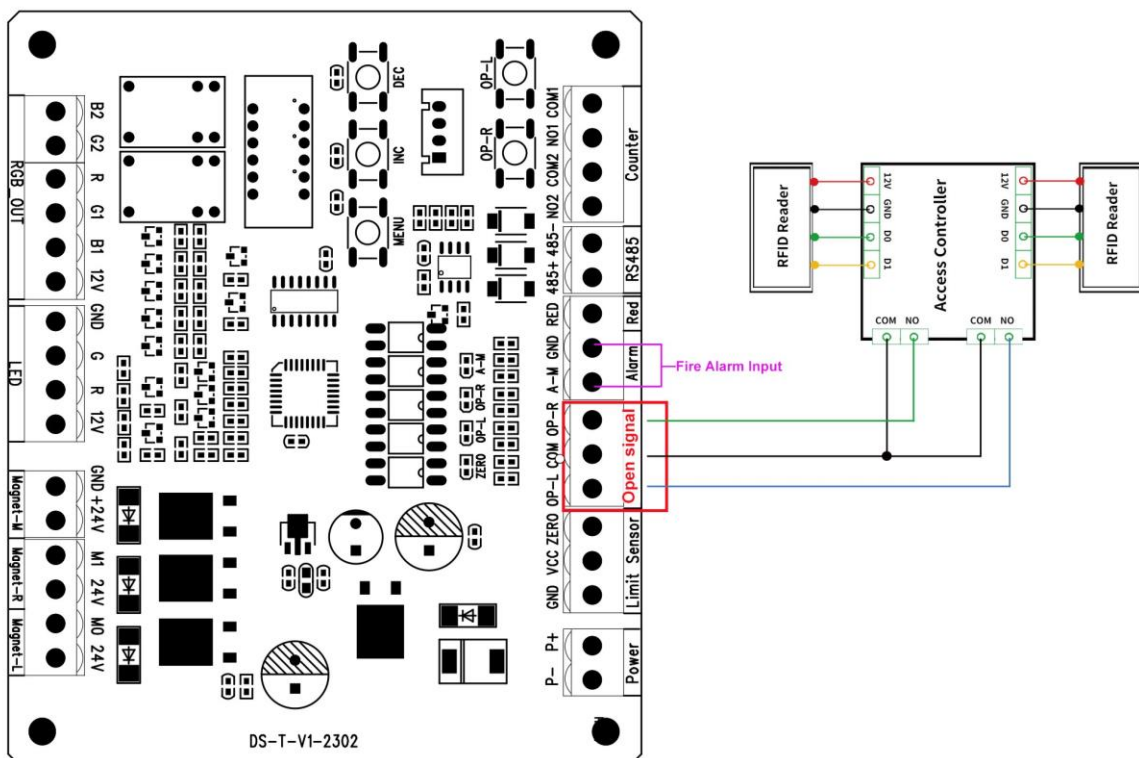 RGB_OUT
B2
G2
R
G1
B1
12V
LED
GND
G
R
12V
Magnet-M
GND
+24V
Magnet-R
M1
24V
Magnet-L
M0
24V
DEC
INC
MENU
OP-L
OP-R
A-M
OP-R
OP-L
ZERO
COM1
NO1
COM2
NO2
Counter
485-
485+
RS485
RED
Red
GND
A-M
Alarm
Fire Alarm Input
OP-R
COM
OP-L
Open signal
ZERO
VCC
GND
Limit Sensor
P+
P-
Power
DS-T-V1-2302
RFID Reader
12V
GND
D0
D1
Access Controller
12V
GND
D0
D1
RFID Reader
COM NO
COM NO